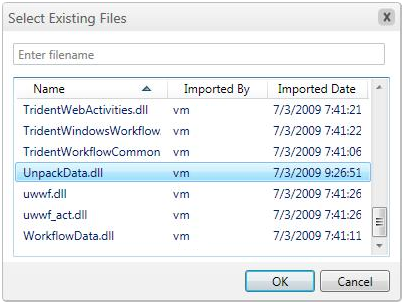 Select Existing Files
Enter filename
Name Imported By Imported Date
TridentWebActivities.dll vm 7/3/2009 7:41:21
TridentWindowsWorkflow. vm 7/3/2009 7:41:22
TridentWorkflowCommon vm 7/3/2009 7:41:06
UnpackData.dll vm 7/3/2009 9:26:51
uwwf.dll vm 7/3/2009 7:41:26
uwwf_act.dll vm 7/3/2009 7:41:26
WorkflowData.dll vm 7/3/2009 7:41:11
OK Cancel